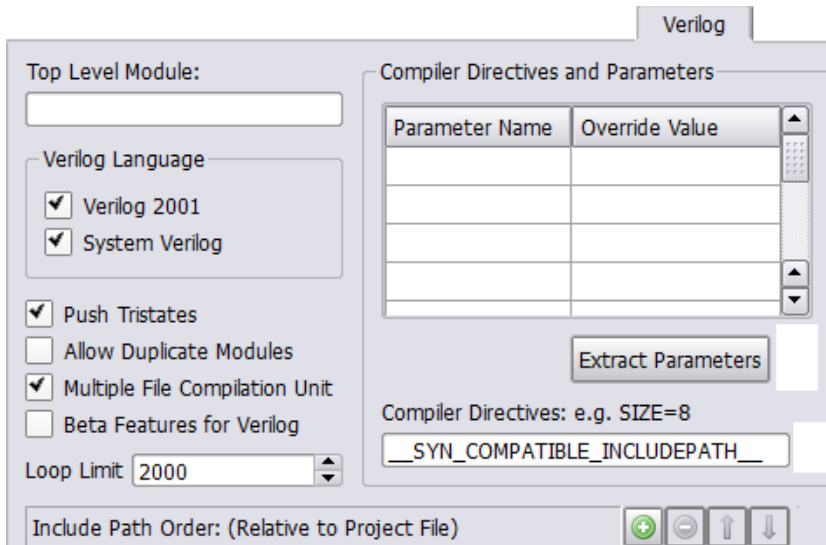 Verilog
Top Level Module:
Verilog Language
Verilog 2001
System Verilog
Push Tristates
Allow Duplicate Modules
Multiple File Compilation Unit
Beta Features for Verilog
Loop Limit 2000
Compiler Directives and Parameters
Parameter Name Override Value
Extract Parameters
Compiler Directives: e.g. SIZE=8
__SYN_COMPATIBLE_INCLUDEPATH__
Include Path Order: (Relative to Project File)